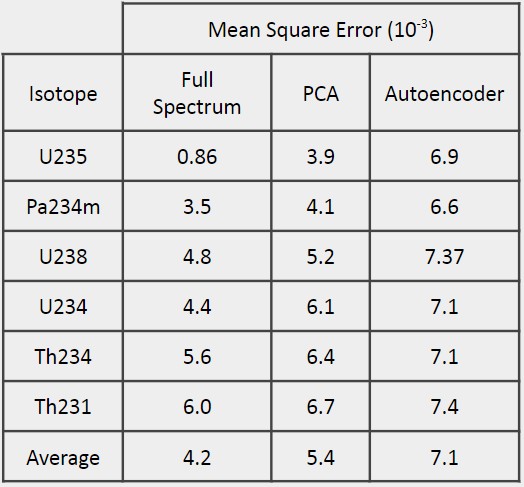 Mean Square Error (10⁻³)
Isotope Full Spectrum PCA Autoencoder
U235 0.86 3.9 6.9
Pa234m 3.5 4.1 6.6
U238 4.8 5.2 7.37
U234 4.4 6.1 7.1
Th234 5.6 6.4 7.1
Th231 6.0 6.7 7.4
Average 4.2 5.4 7.1